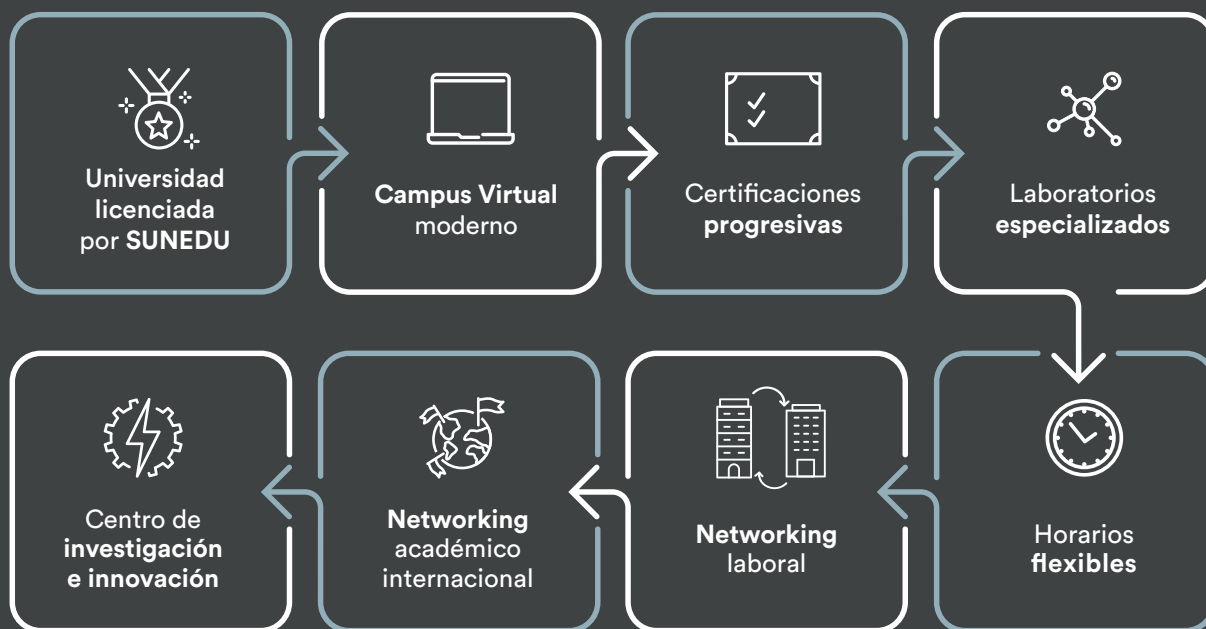 Universidad
licenciada
por SUNEDU
Campus Virtual
moderno
Certificaciones
progresivas
Laboratorios
especializados
Horarios
flexibles
Networking
laboral
Networking
académico
internacional
Centro de
investigación
e innovación